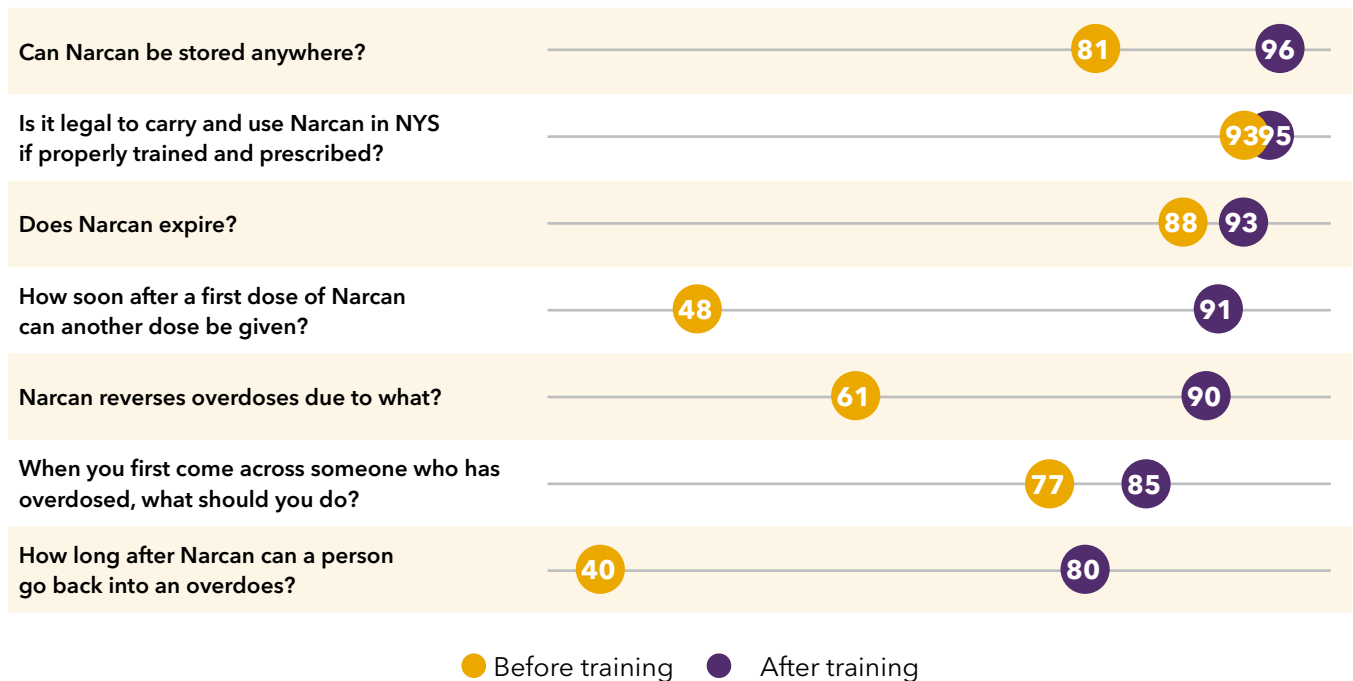 Can Narcan be stored anywhere?
81
96
Is it legal to carry and use Narcan in NYS
if properly trained and prescribed?
93
95
Does Narcan expire?
88
93
How soon after a first dose of Narcan
can another dose be given?
48
91
Narcan reverses overdoses due to what?
61
90
When you first come across someone who has
overdosed, what should you do?
77
85
How long after Narcan can a person
go back into an overdoes?
40
80
Before training
After training